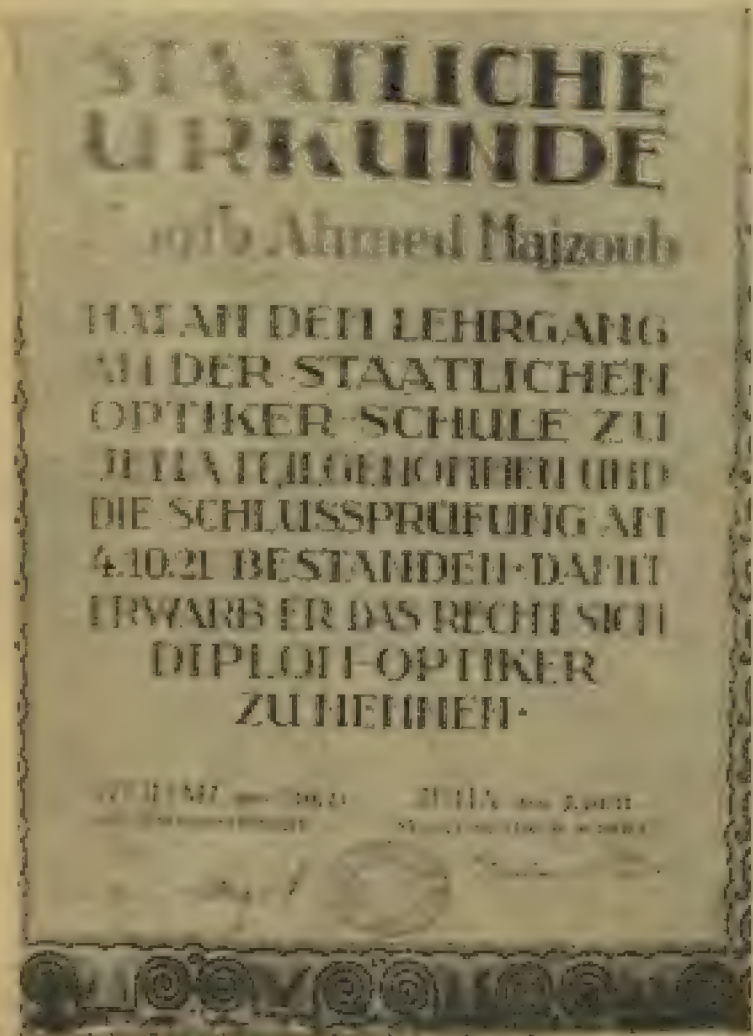 STAATLICHE
URKUNDE
Ahmed Majzoub
HAT AN DEM LEHRGANG
AN DER STAATLICHEN
OPTIKER-SCHULE ZU
JENA TEILGENOMMEN UND
DIE SCHLUSSPRÜFUNG AM
4.10.21 BESTANDEN · DAMIT
ERWARB ER DAS RECHT SICH
DIPLOM-OPTIKER
ZU NENNEN ·
JENA